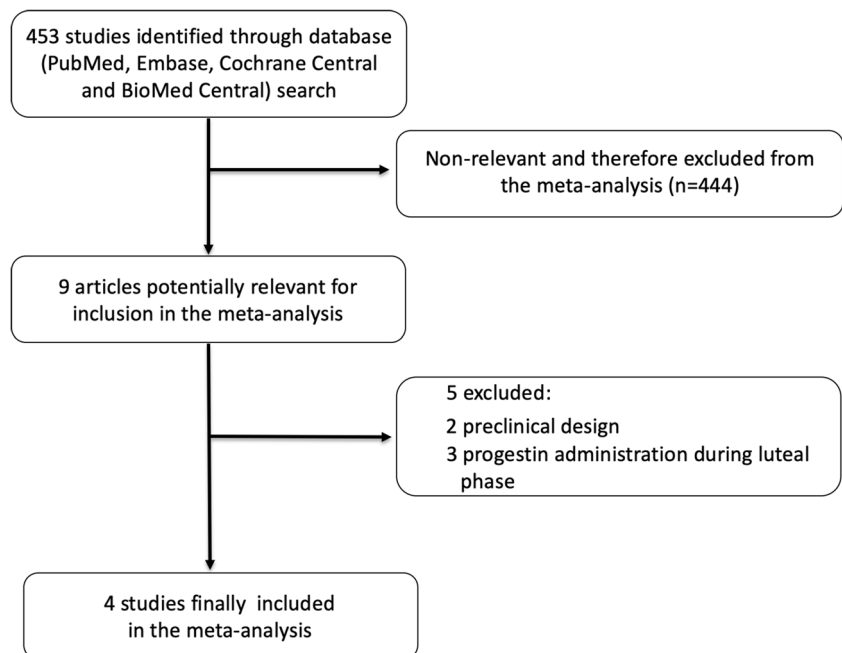 453 studies identified through database
(PubMed, Embase, Cochrane Central
and BioMed Central) search
Non-relevant and therefore excluded from
the meta-analysis (n=444)
9 articles potentially relevant for
inclusion in the meta-analysis
5 excluded:
2 preclinical design
3 progestin administration during luteal
phase
4 studies finally included
in the meta-analysis